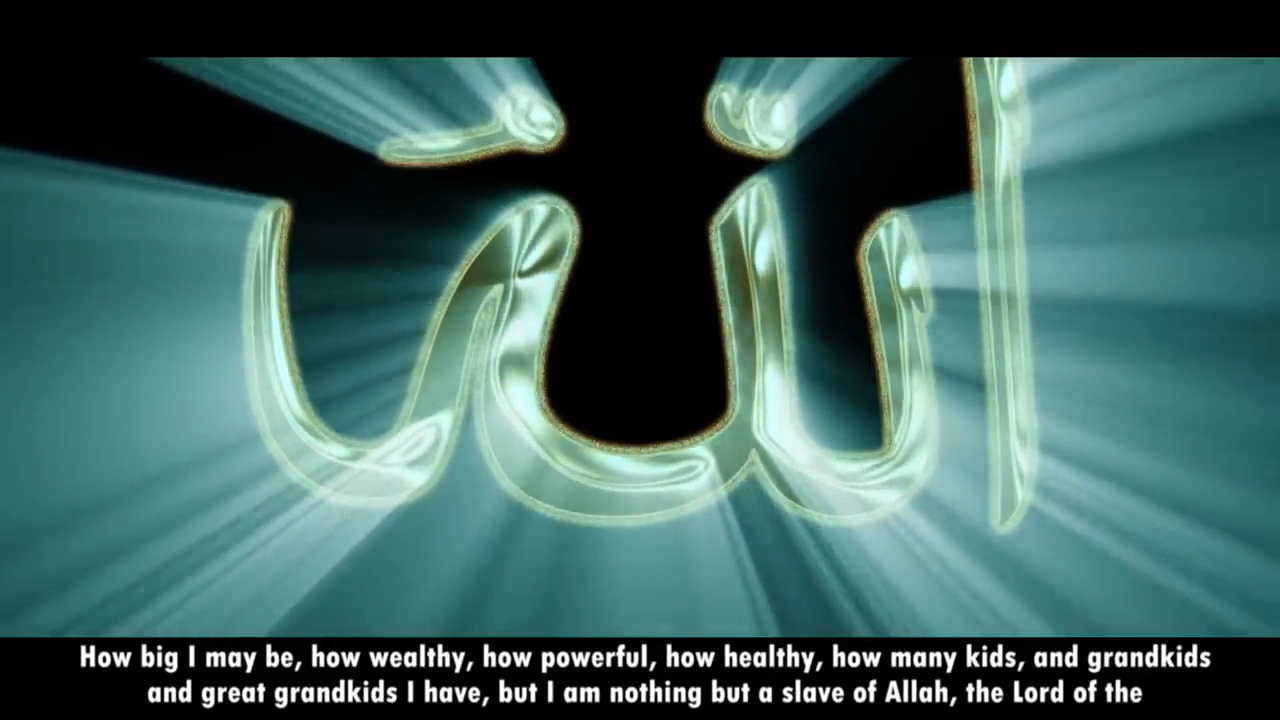 الله
How big I may be, how wealthy, how powerful, how healthy, how many kids, and grandkids
and great grandkids I have, but I am nothing but a slave of Allah, the Lord of the